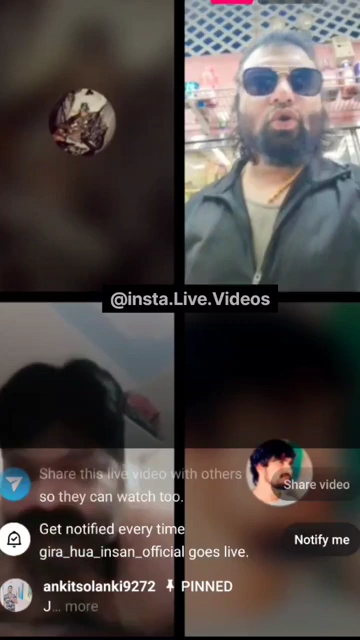 @insta.Live.Videos
Share this live video with others
Share video
so they can watch too.
Get notified every time
Notify me
gira_hua_insan_official goes live.
ankitsolanki9272 PINNED
J... more